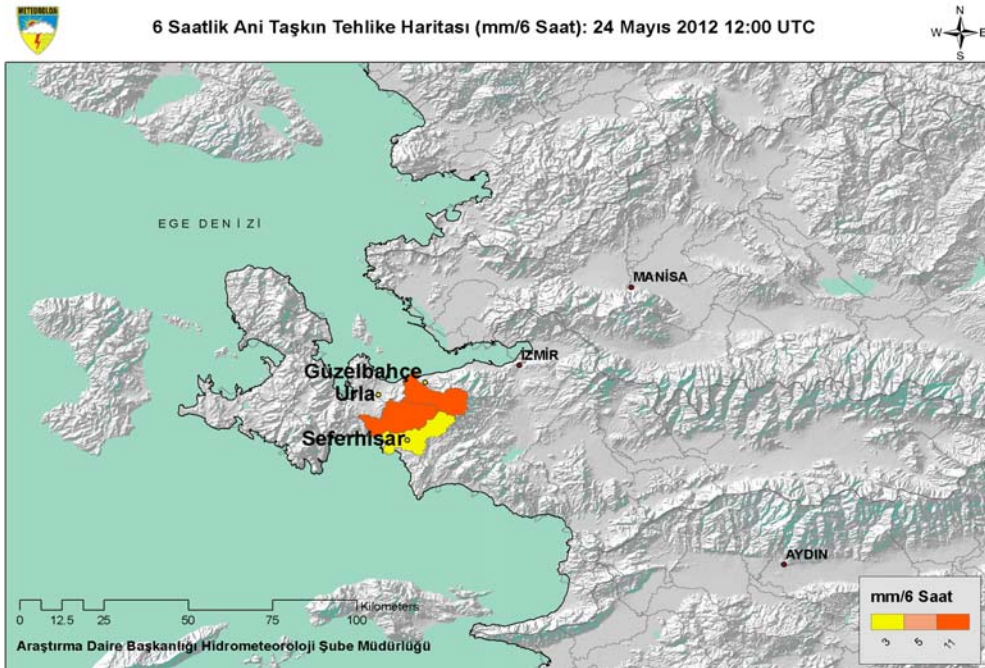 METEOROLOJİ
6 Saatlik Ani Taşkın Tehlike Haritası (mm/6 Saat): 24 Mayıs 2012 12:00 UTC
N
W E
S
EGE DENİZİ
MANİSA
İZMİR
Güzelbahçe
Urla
Seferhisar
AYDIN
Kilometers
0 12.5 25 50 75 100
Araştırma Daire Başkanlığı Hidrometeoroloji Şube Müdürlüğü
mm/6 Saat
3 5 11